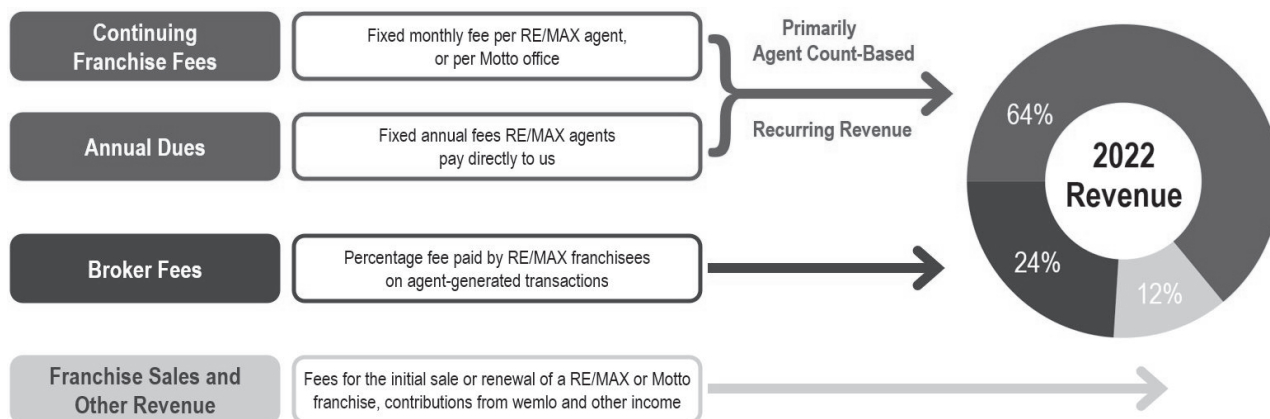 Continuing
Franchise Fees
Fixed monthly fee per RE/MAX agent,
or per Motto office
Primarily
Agent Count-Based
Recurring Revenue
Annual Dues
Fixed annual fees RE/MAX agents
pay directly to us
Broker Fees
Percentage fee paid by RE/MAX franchisees
on agent-generated transactions
Franchise Sales and
Other Revenue
Fees for the initial sale or renewal of a RE/MAX or Motto
franchise, contributions from wemlo and other income
64%
2022
Revenue
24%
12%